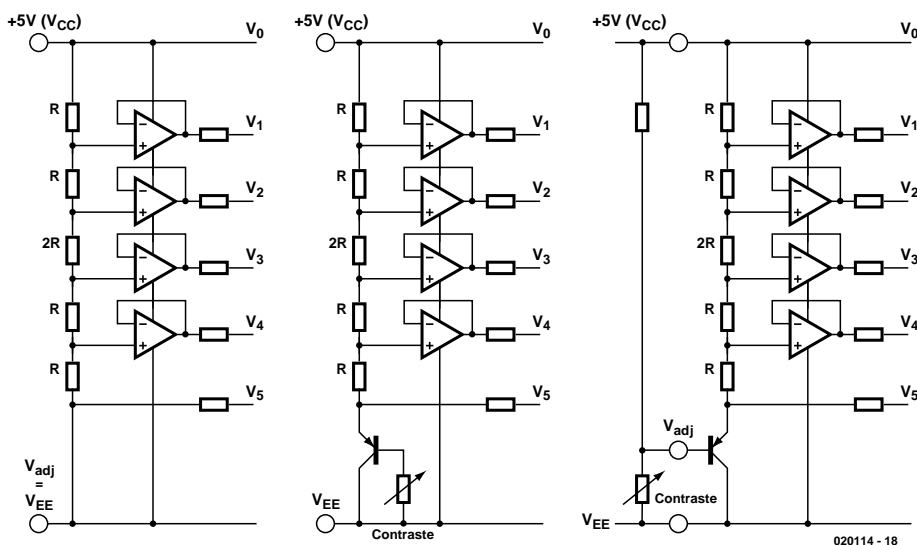 +5V (VCC)
V0
R
V1
R
V2
2R
V3
R
V4
R
V5
Vadj
=
VEE
+5V (VCC)
V0
R
V1
R
V2
2R
V3
R
V4
R
V5
VEE
Contraste
+5V (VCC)
V0
R
V1
R
V2
2R
V3
R
V4
R
V5
Vadj
Contraste
VEE
020114 - 18